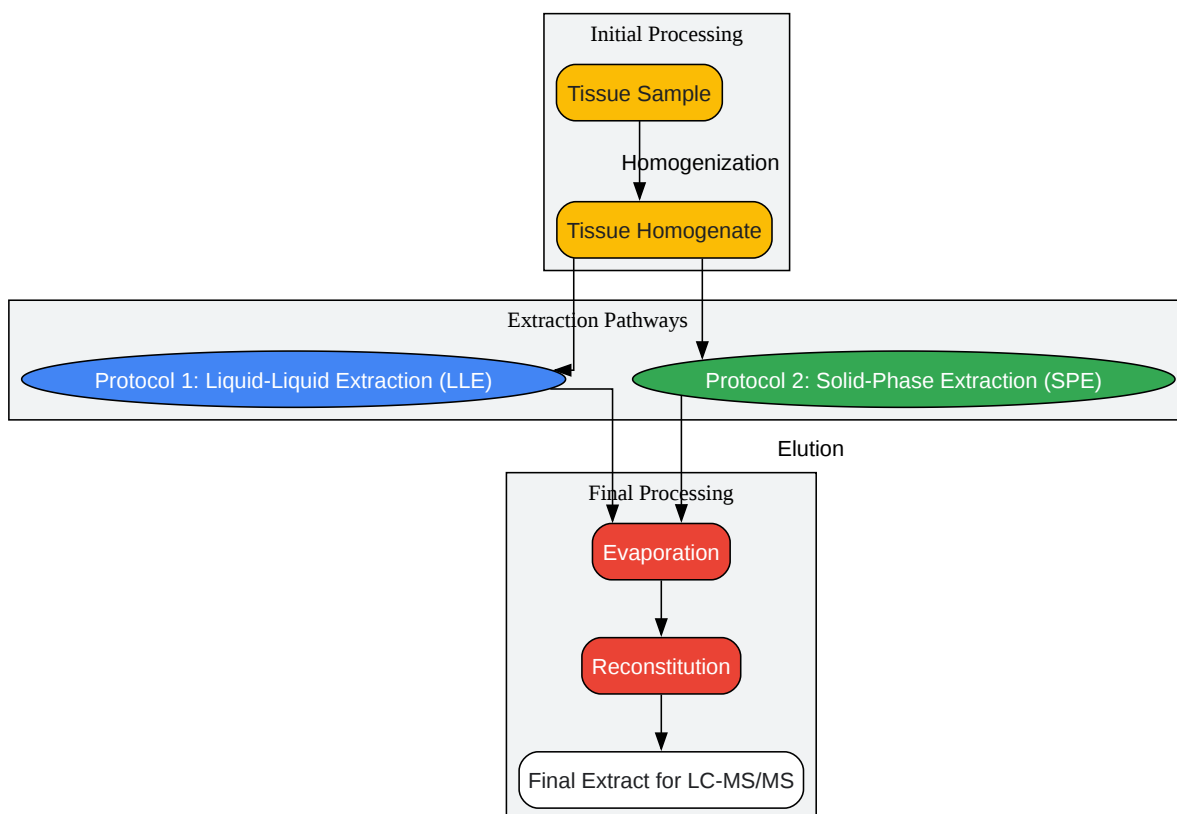 Initial Processing
Tissue Sample
Homogenization
Tissue Homogenate
Extraction Pathways
Protocol 1: Liquid-Liquid Extraction (LLE)
Protocol 2: Solid-Phase Extraction (SPE)
Elution
Final Processing
Evaporation
Reconstitution
Final Extract for LC-MS/MS